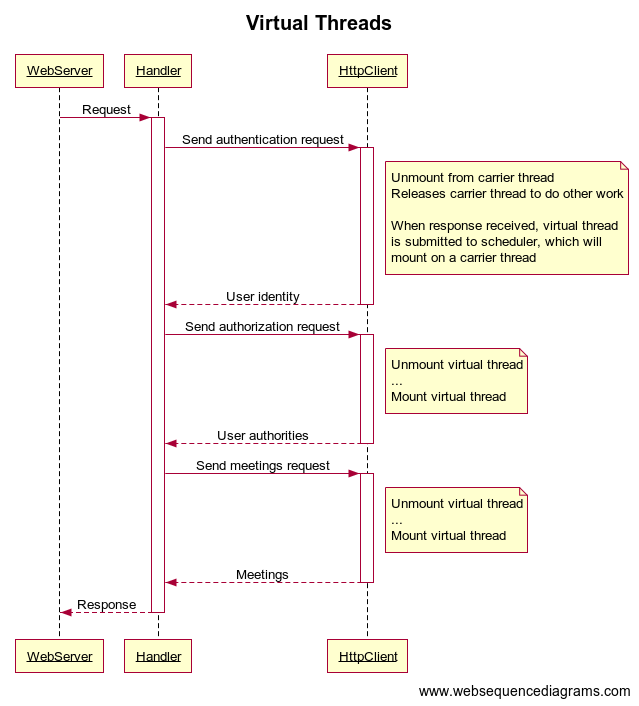 Virtual Threads
WebServer
Handler
HttpClient
Request
Send authentication request
Unmount from carrier thread
Releases carrier thread to do other work
When response received, virtual thread
is submitted to scheduler, which will
mount on a carrier thread
User identity
Send authorization request
Unmount virtual thread
...
Mount virtual thread
User authorities
Send meetings request
Unmount virtual thread
...
Mount virtual thread
Meetings
Response
WebServer
Handler
HttpClient
www.websequencediagrams.com